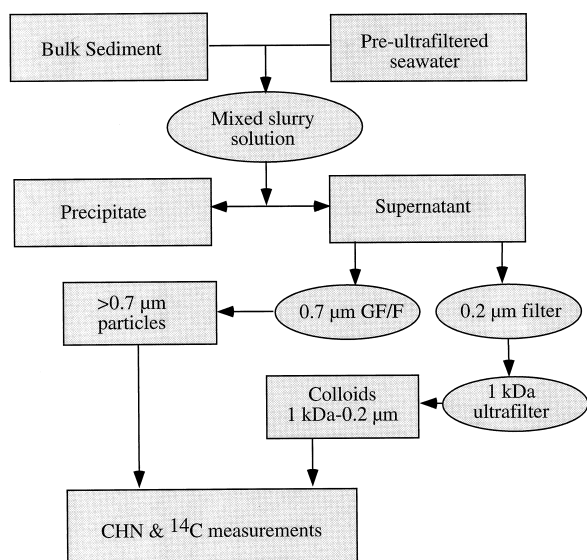 Bulk Sediment
Pre-ultrafiltered
seawater
Mixed slurry
solution
Precipitate
Supernatant
>0.7 µm
particles
0.7 µm GF/F
0.2 µm filter
Colloids
1 kDa-0.2 µm
1 kDa
ultrafilter
CHN & 14C measurements